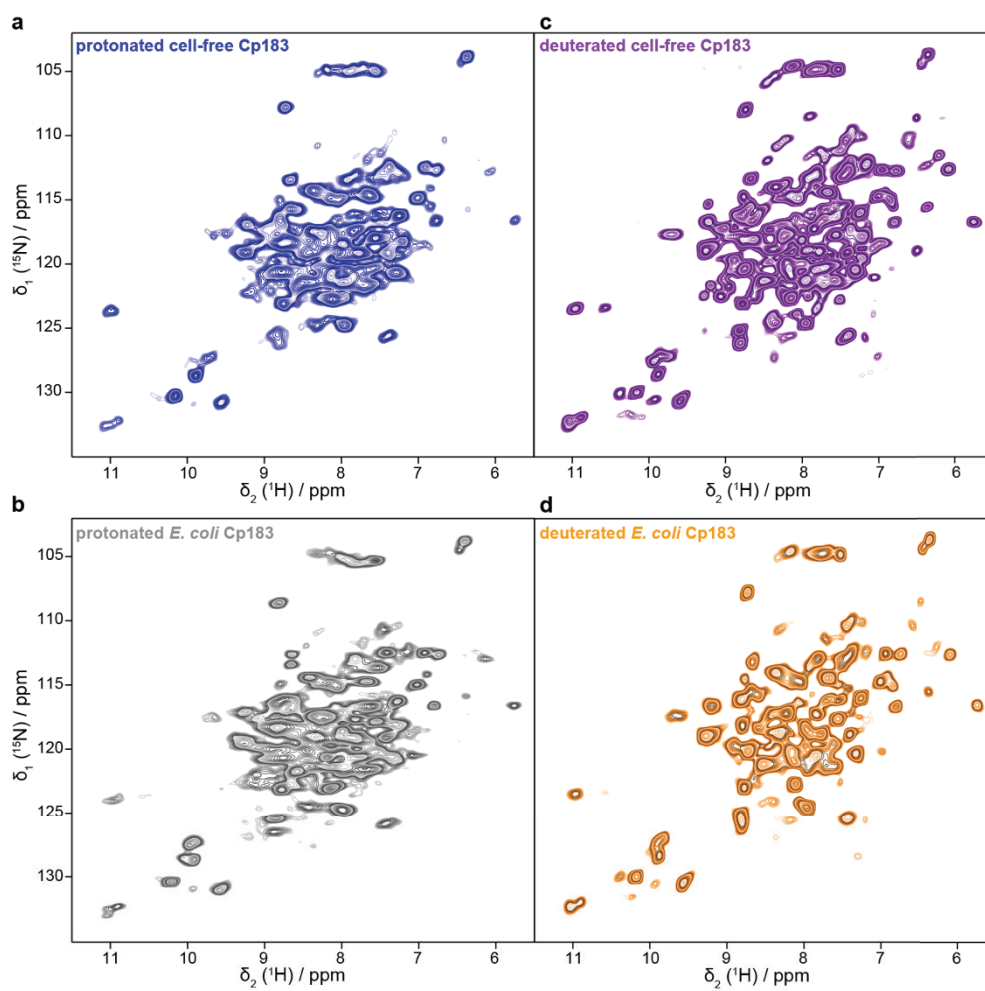 a
protonated cell-free Cp183
105
110
115
120
125
130
δ1 (15N) / ppm
11 10 9 8 7 6
δ2 (1H) / ppm
c
deuterated cell-free Cp183
11 10 9 8 7 6
δ2 (1H) / ppm
b
protonated E. coli Cp183
105
110
115
120
125
130
δ1 (15N) / ppm
11 10 9 8 7 6
δ2 (1H) / ppm
d
deuterated E. coli Cp183
11 10 9 8 7 6
δ2 (1H) / ppm